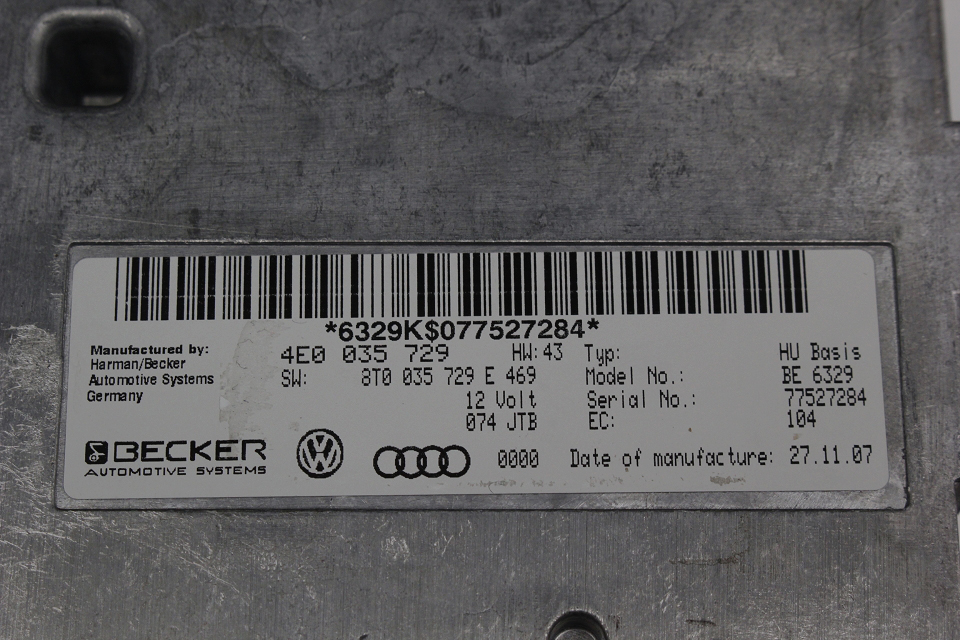 *6329K$077527284*
Manufactured by:
Harman/Becker
Automotive Systems
Germany
4E0 035 729 HW:43 Typ: HU Basis
SW: 8T0 035 729 E 469 Model No.: BE 6329
12 Volt Serial No.: 77527284
074 JTB EC: 104
BECKER
AUTOMOTIVE SYSTEMS
VW
0000 Date of manufacture: 27.11.07